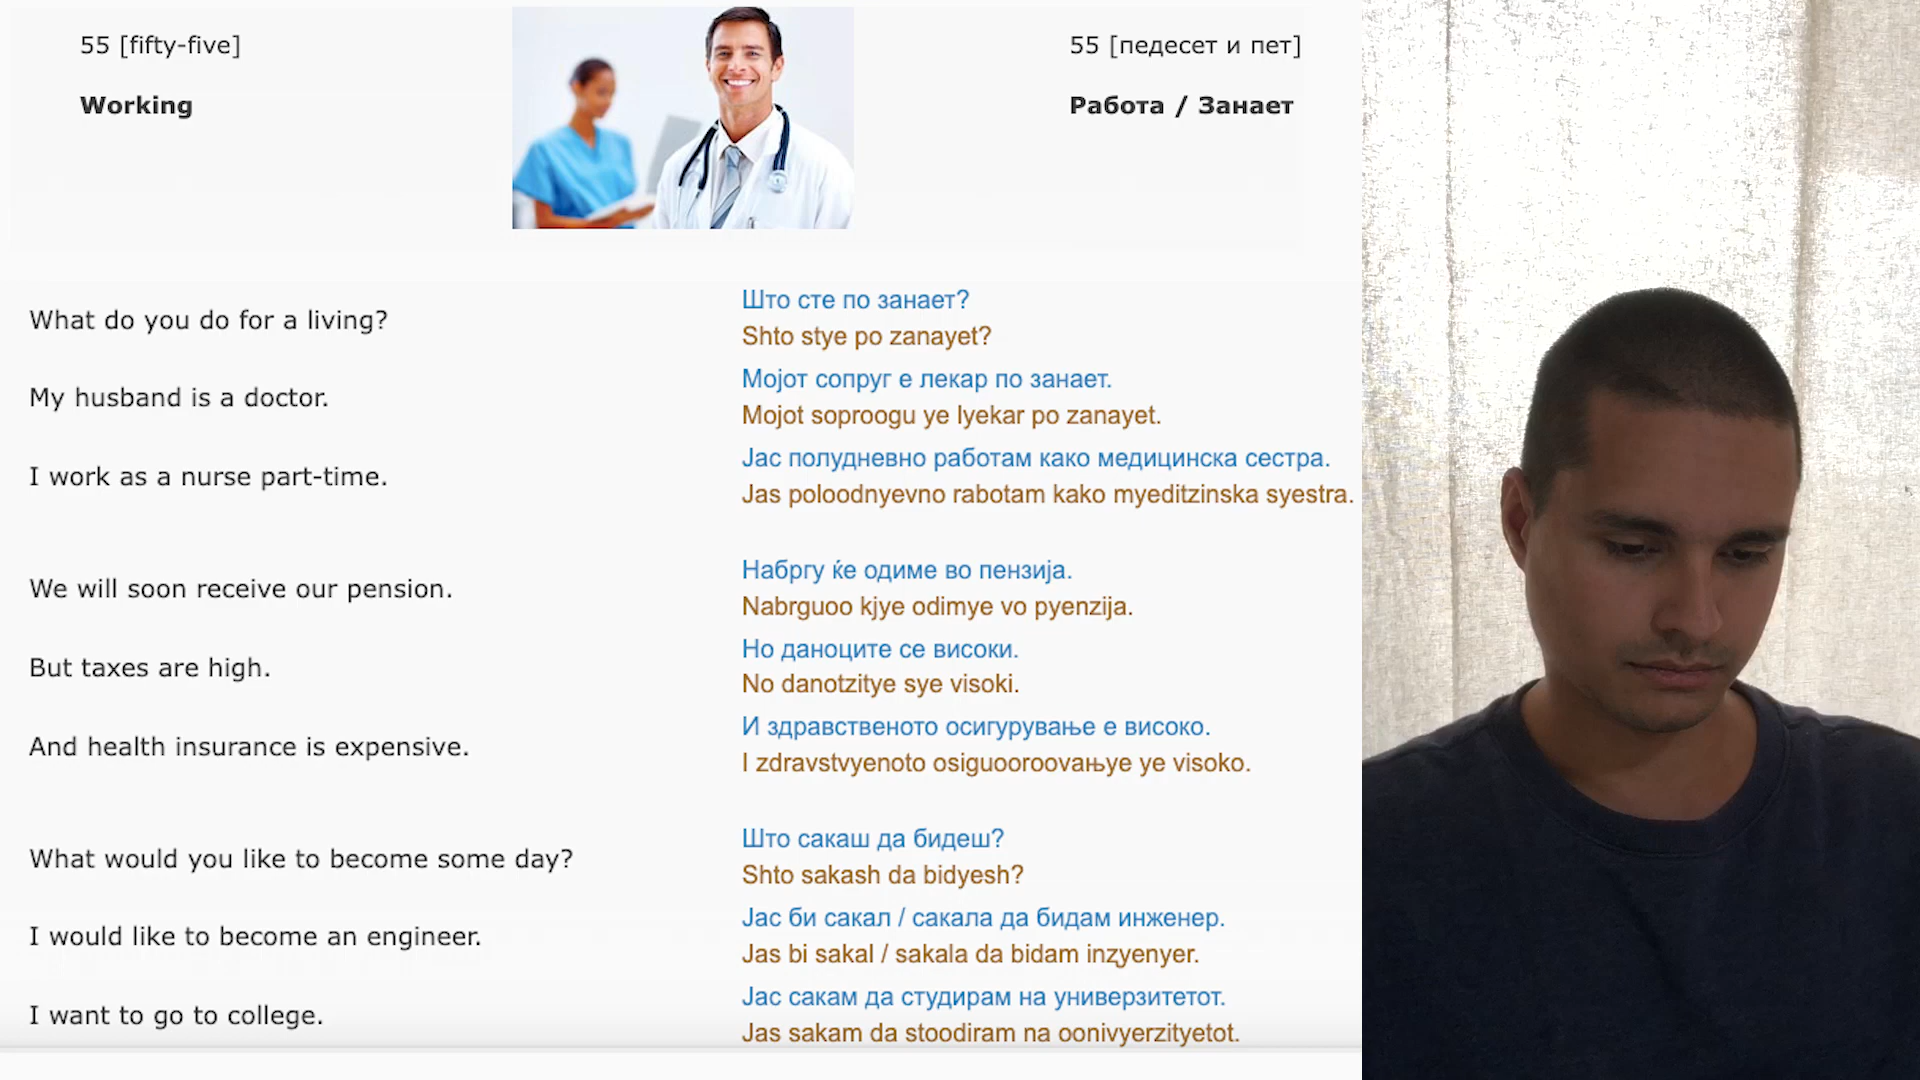 55 [fifty-five]
55 [педесет и пет]
Working
Работа / Занает
What do you do for a living?
Што сте по занает?
Shto stye po zanayet?
My husband is a doctor.
Мојот сопруг е лекар по занает.
Mojot soproogu ye lyekar po zanayet.
I work as a nurse part-time.
Јас полудневно работам како медицинска сестра.
Jas poloodnyevno rabotam kako myeditzinska syestra.
We will soon receive our pension.
Набргу ќе одиме во пензија.
Nabrguoo kjye odimye vo pyenzija.
But taxes are high.
Но даноците се високи.
No danotzitye sye visoki.
And health insurance is expensive.
И здравственото осигурување е високо.
I zdravstvyenoto osiguooroovaњye ye visoko.
What would you like to become some day?
Што сакаш да бидеш?
Shto sakash da bidyesh?
I would like to become an engineer.
Јас би сакал / сакала да бидам инженер.
Jas bi sakal / sakala da bidam inʐyenyer.
I want to go to college.
Јас сакам да студирам на универзитетот.
Jas sakam da stoodiram na oonivyerzityetot.